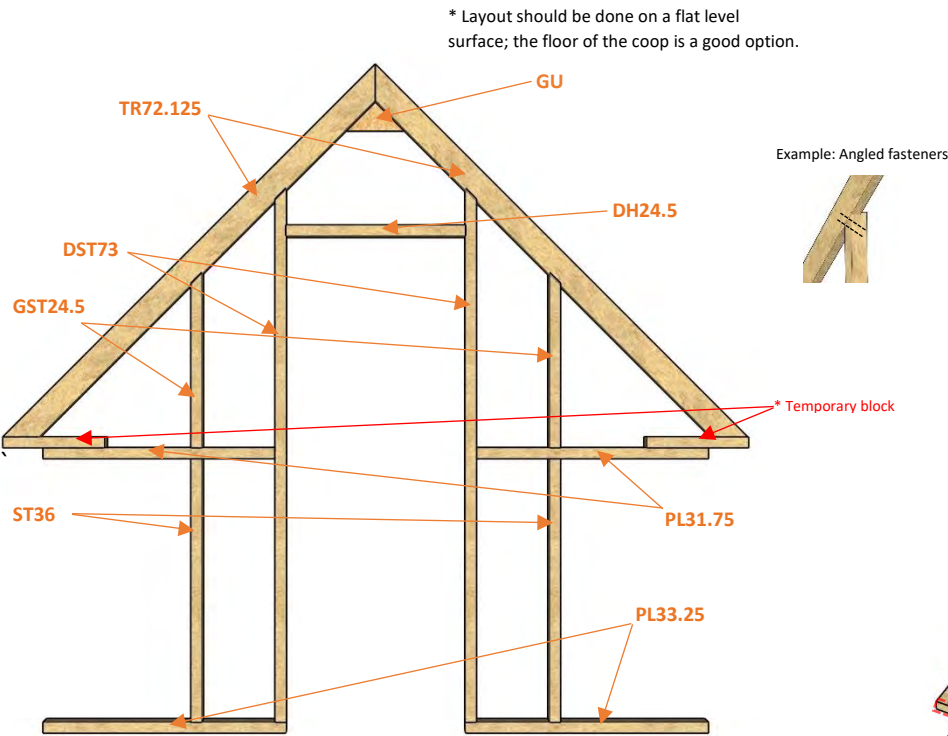 * Layout should be done on a flat level
surface; the floor of the coop is a good option.
GU
TR72.125
Example: Angled fasteners
DH24.5
DST73
GST24.5
* Temporary block
`
ST36
PL31.75
PL33.25